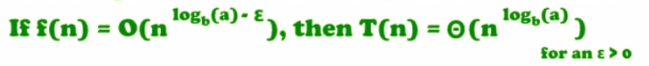 If f(n) = O(n^(log_b(a) - ε)), then T(n) = Θ(n^(log_b(a)))
for an ε > 0